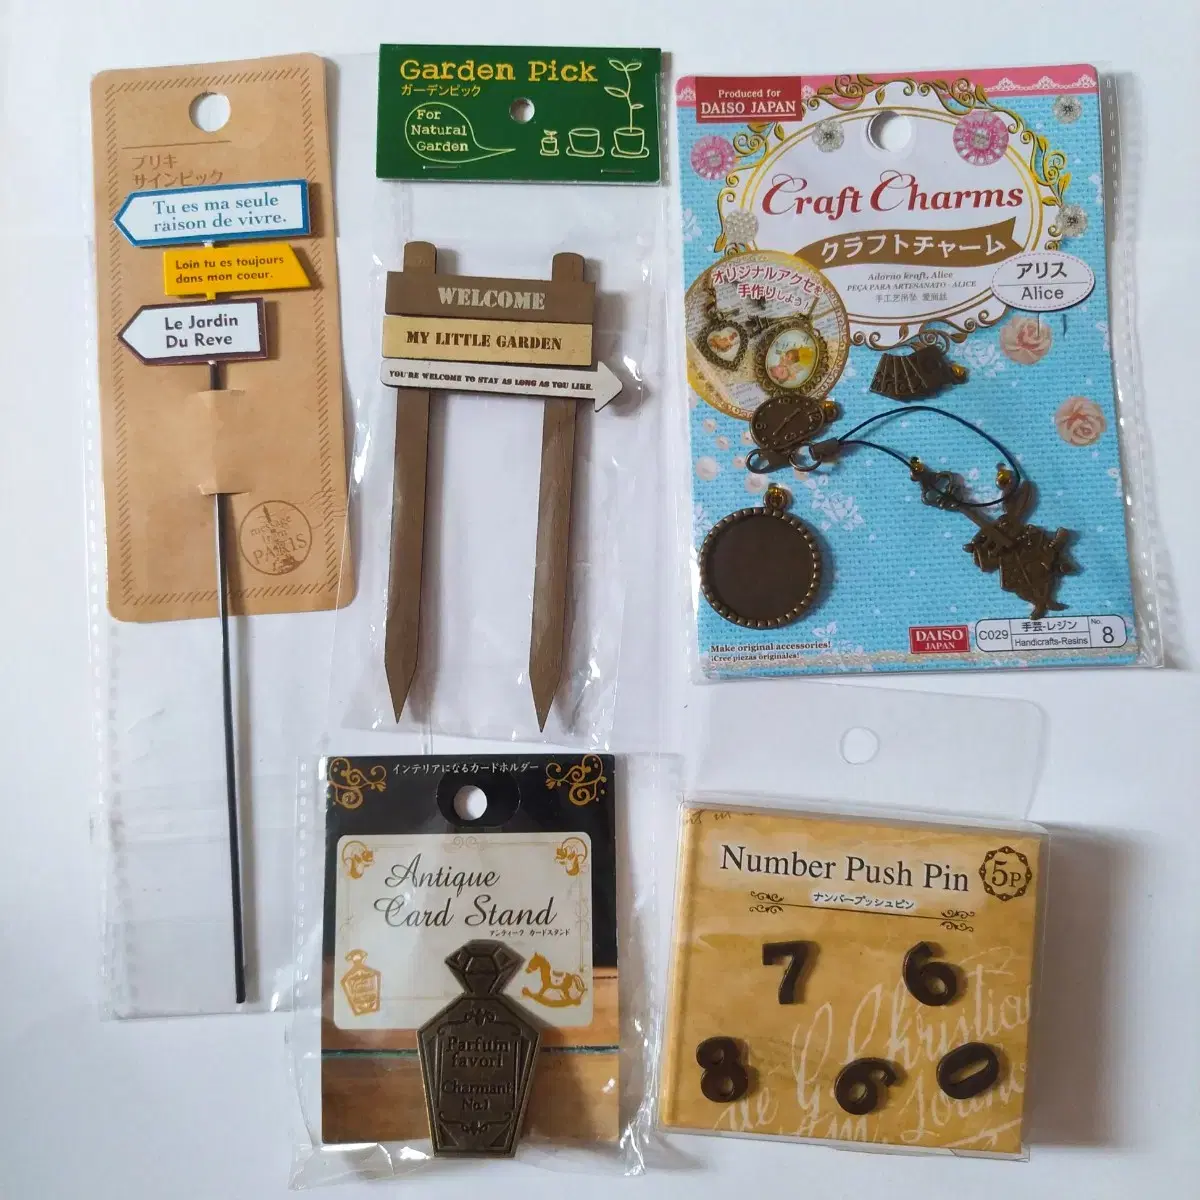 ブリキ
サインピック
Tu es ma seule
raison de vivre.
Loin tu es toujours
dans mon coeur.
Le Jardin
Du Reve
PARIS
Garden Pick
ガーデンピック
For
Natural
Garden
WELCOME
MY LITTLE GARDEN
YOU'RE WELCOME TO STAY AS LONG AS YOU LIKE.
Produced for
DAISO JAPAN
Craft Charms
クラフトチャーム
Adorno kraft, Alice
PEÇA PARA ARTESANATO - ALICE
アリス
Alice
オリジナルアクセを
手作りしよう!
Make original accessories!
¡Cree piezas originales!
DAISO
JAPAN
C029
手芸-レジン
Handicrafts-Resins
No.
8
インテリアになるカードホルダー
Antique
Card Stand
アンティーク カードスタンド
Parfum
favori
Charmant
No.1
Number Push Pin
5P
ナンバープッシュピン
7 6
8 6 0
Christia